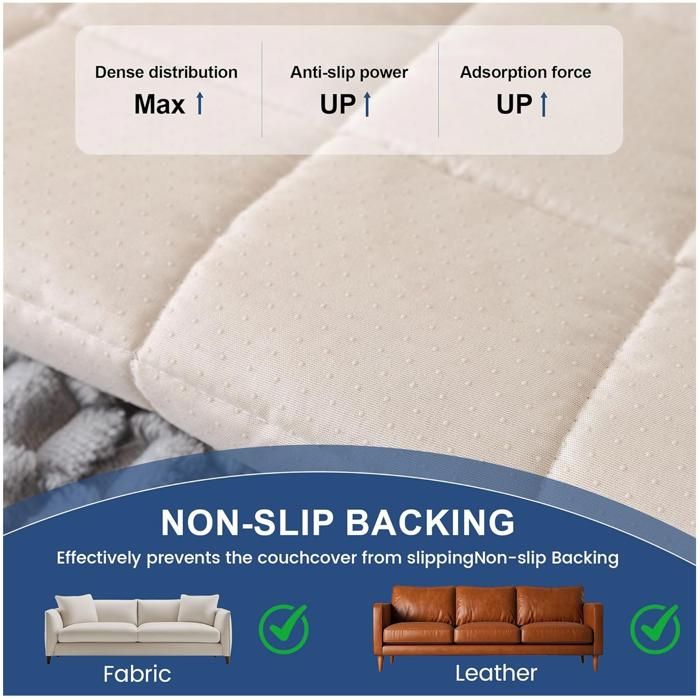 Dense distribution Anti-slip power Adsorption force
Max ↑ UP ↑ UP ↑
NON-SLIP BACKING
Effectively prevents the couchcover from slippingNon-slip Backing
Fabric
Leather